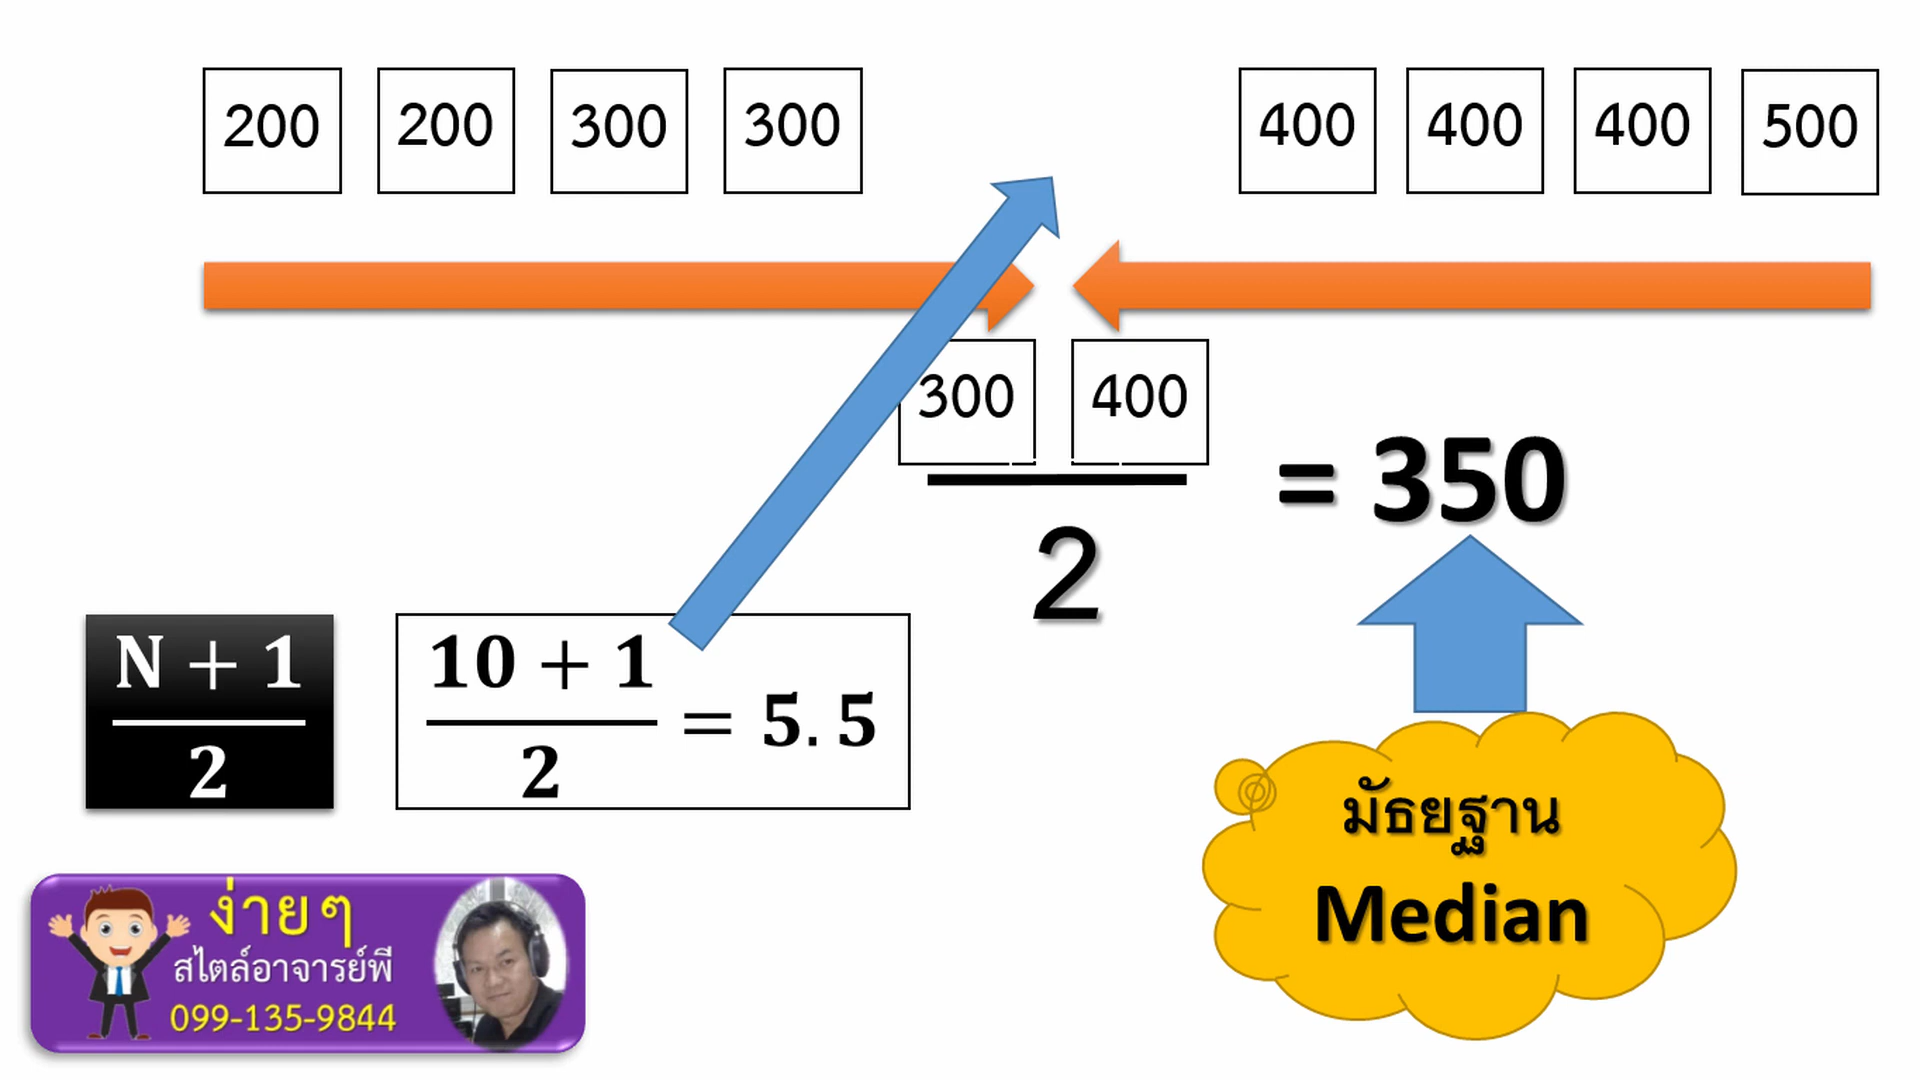 200 200 300 300 400 400 400 500
300 400
2
= 350
N + 1
2
10 + 1
2
= 5.5
มัธยฐาน
Median
ง่ายๆ
สไตล์อาจารย์พี
099-135-9844